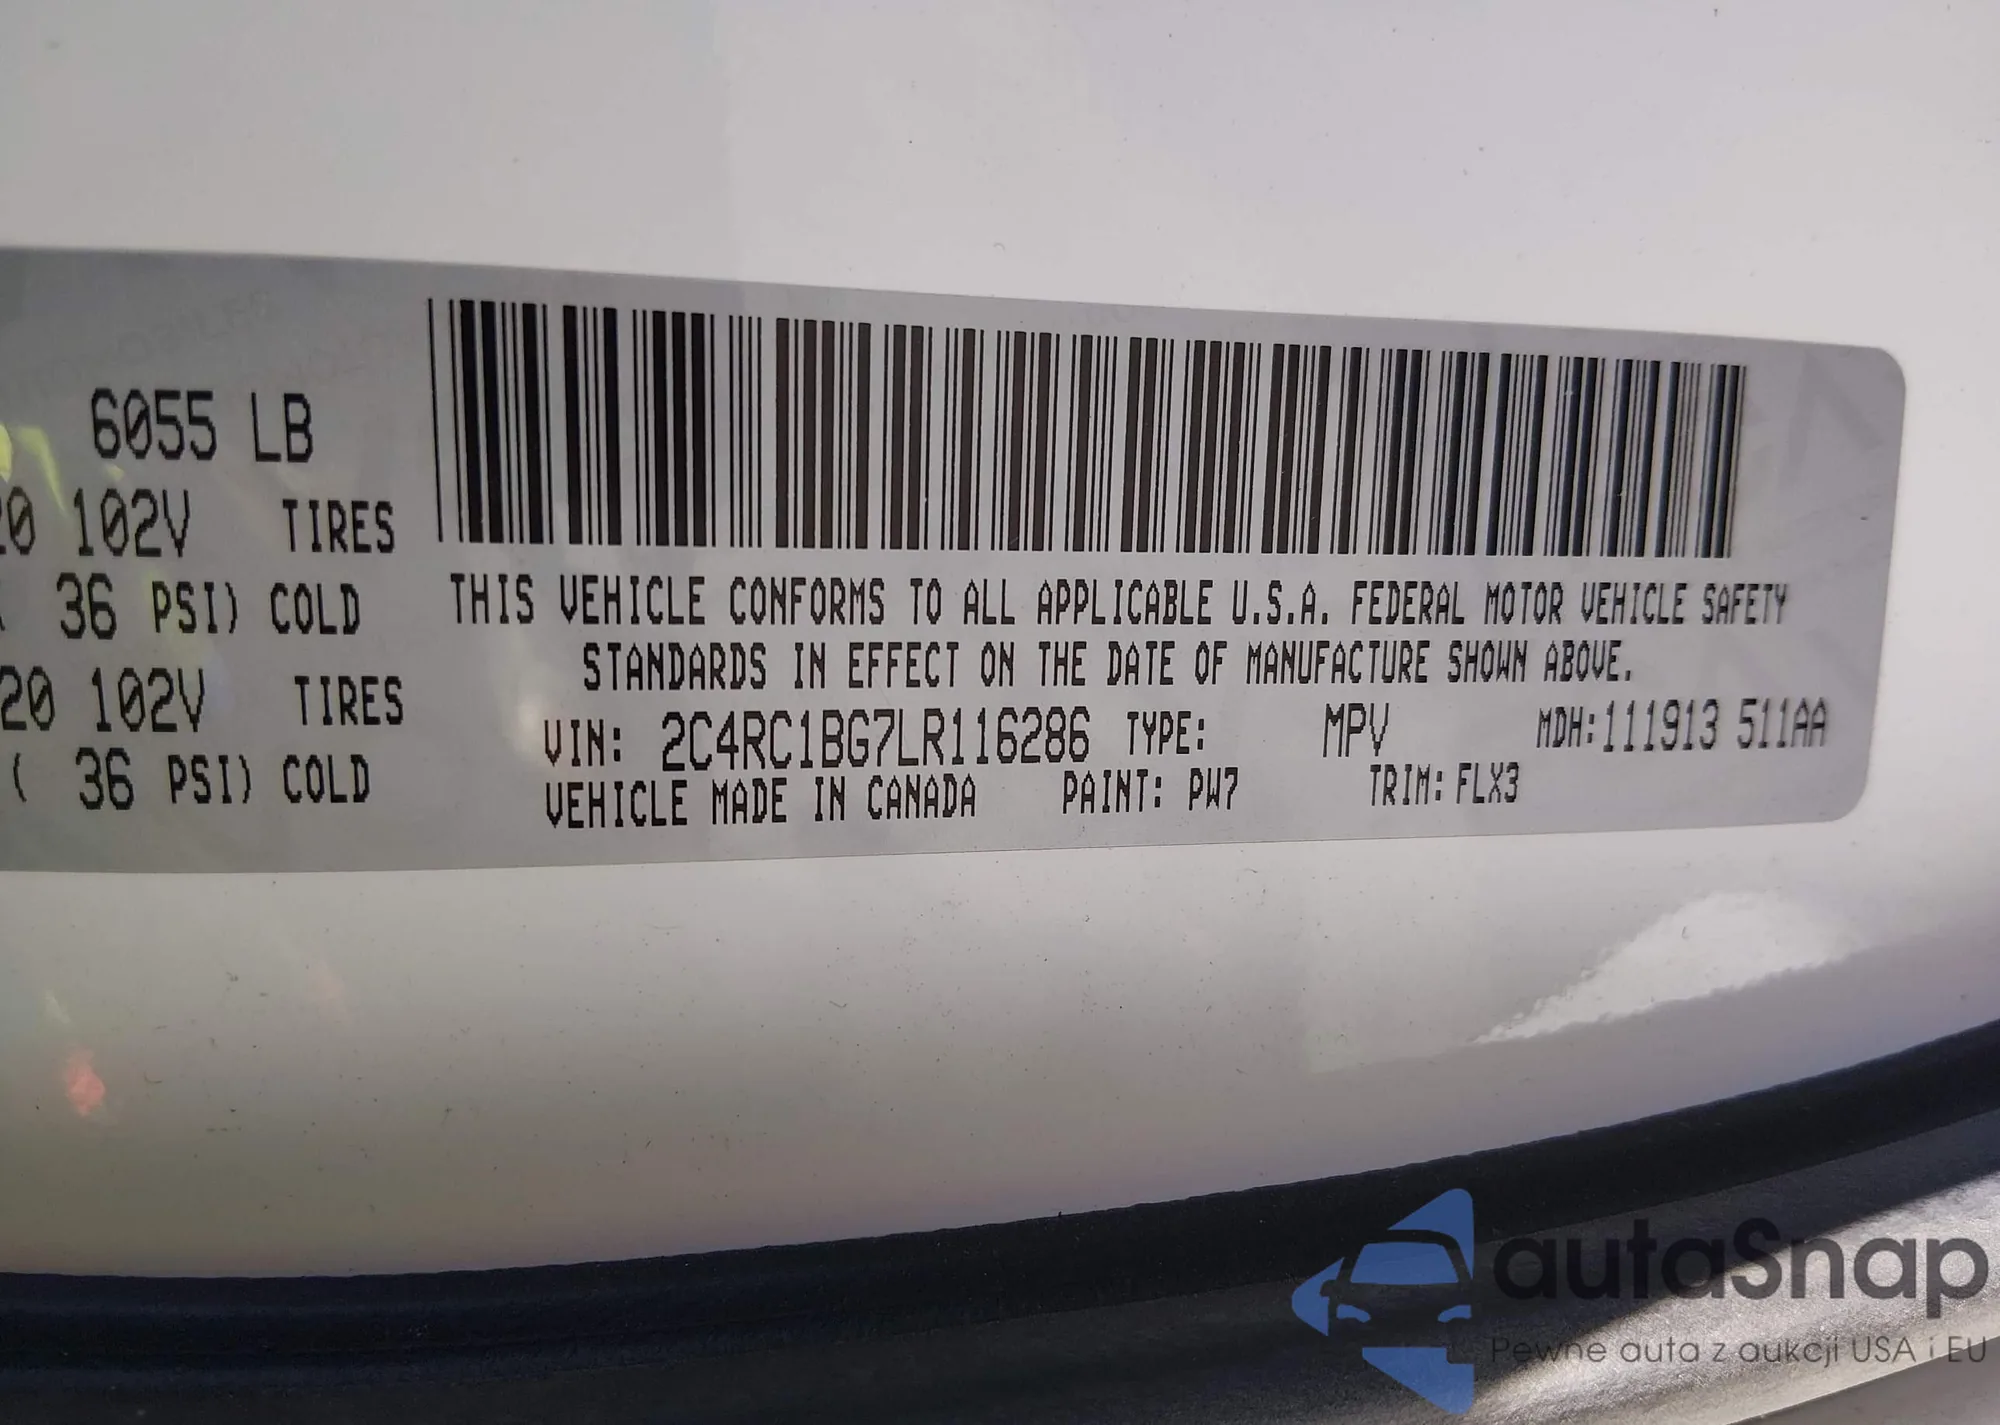 6055 LB
20 102V TIRES
36 PSI) COLD
20 102V TIRES
( 36 PSI) COLD
THIS VEHICLE CONFORMS TO ALL APPLICABLE U.S.A. FEDERAL MOTOR VEHICLE SAFETY
STANDARDS IN EFFECT ON THE DATE OF MANUFACTURE SHOWN ABOVE.
VIN: 2C4RC1BG7LR116286 TYPE: MPV MDH:111913 511AA
VEHICLE MADE IN CANADA PAINT: PW7 TRIM: FLX3
autaSnap
Pewne auta z aukcji USA i EU